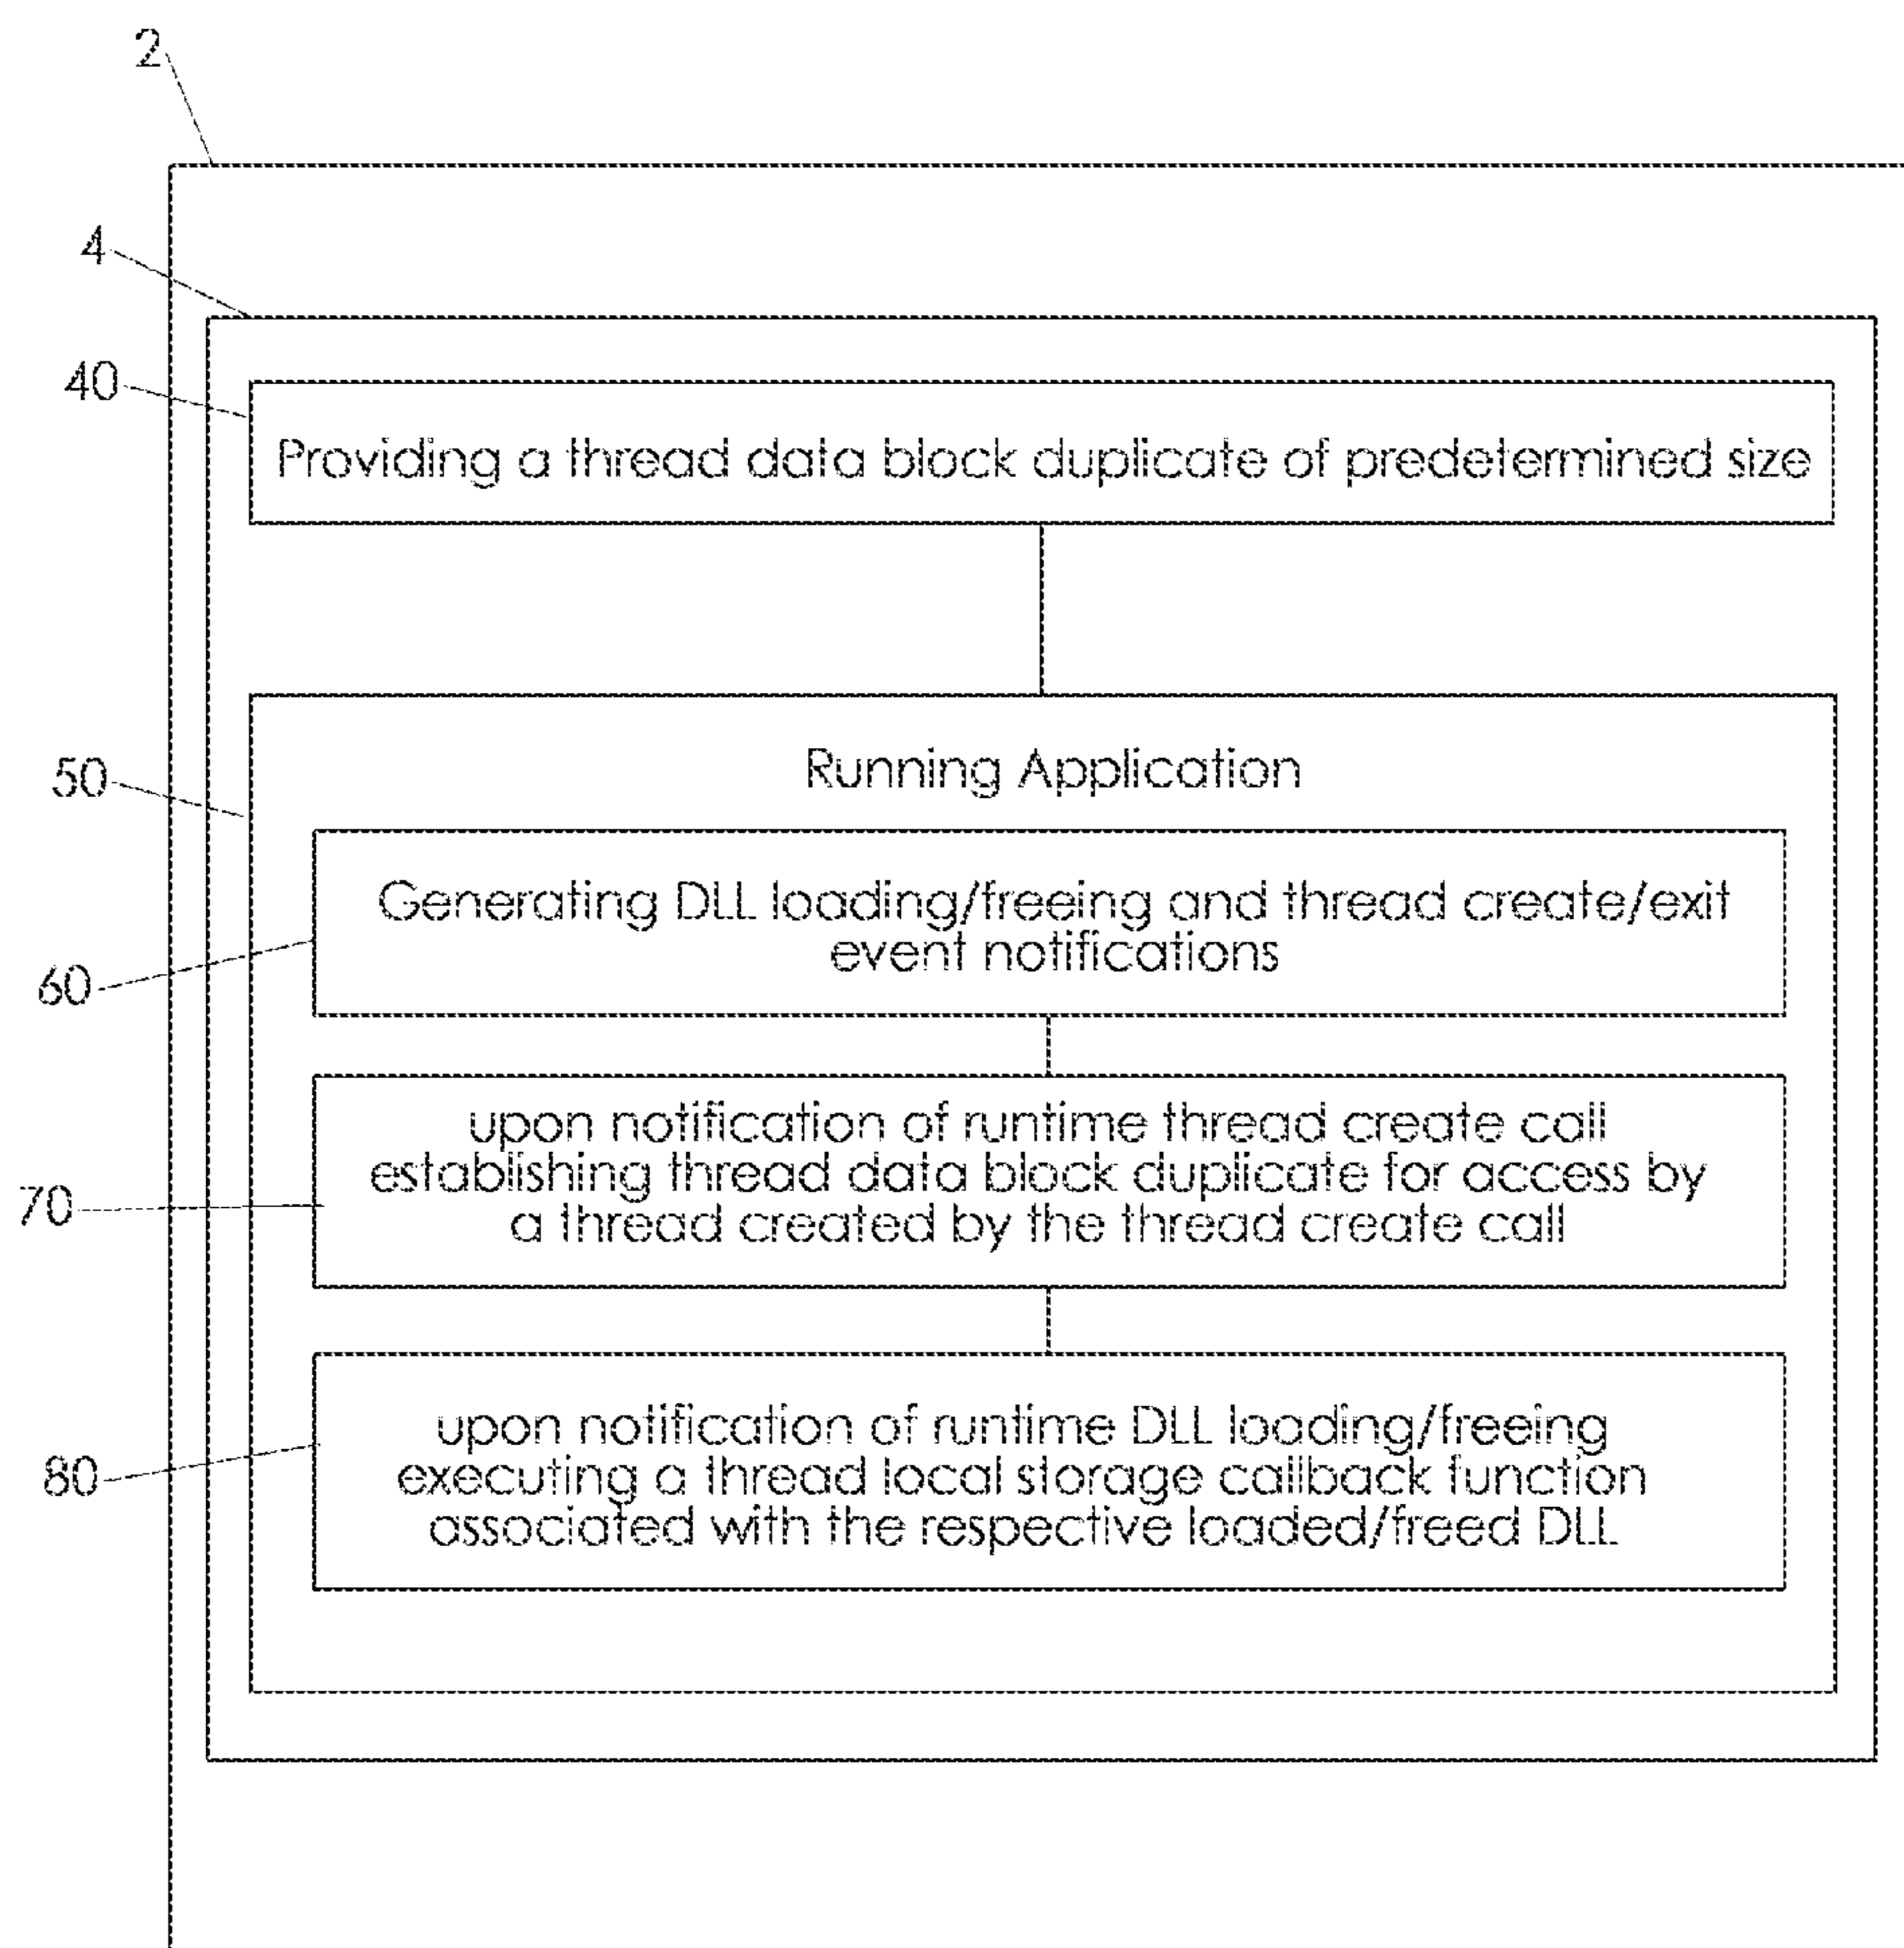 2
4
40
Providing a thread data block duplicate of predetermined size
50
Running Application
Generating DLL loading/freeing and thread create/exit
event notifications
60
upon notification of runtime thread create call
establishing thread data block duplicate for access by
a thread created by the thread create call
70
upon notification of runtime DLL loading/freeing
executing a thread local storage callback function
associated with the respective loaded/freed DLL
80